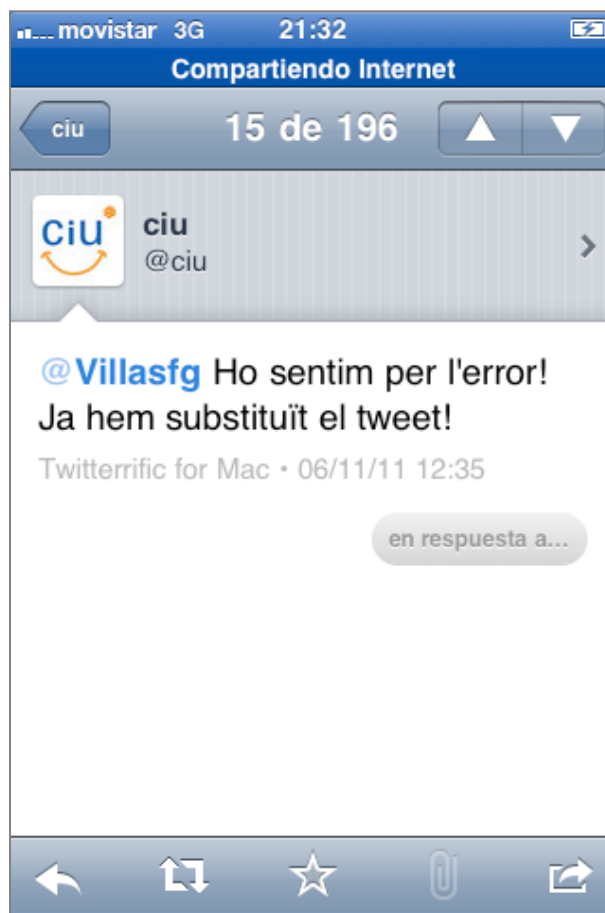 movistar 3G 21:32
Compartiendo Internet
ciu 15 de 196
ciU
ciu
@ciu
@Villasfg Ho sentim per l'error!
Ja hem substituït el tweet!
Twitterrific for Mac • 06/11/11 12:35
en respuesta a...